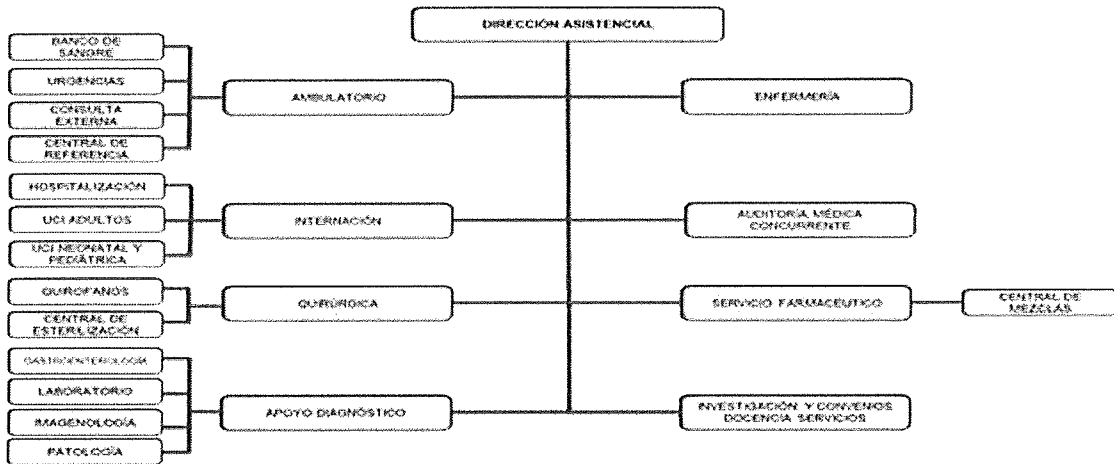 DIRECCIÓN ASISTENCIAL
BANCO DE
SANGRE
URGENCIAS
CONSULTA
EXTERNA
CENTRAL DE
REFERENCIA
AMBULATORIO
ENFERMERÍA
HOSPITALIZACIÓN
UCI ADULTOS
UCI NEONATAL Y
PEDIÁTRICA
INTERNACIÓN
AUDITORÍA MÉDICA
CONCURRENTE
QUIROFANOS
CENTRAL DE
ESTERILIZACIÓN
QUIRÚRGICA
SERVICIO FARMACEUTICO
CENTRAL DE
MEZCLAS
GASTROENTEROLOGÍA
LABORATORIO
IMAGENOLOGÍA
PATOLOGÍA
APOYO DIAGNÓSTICO
INVESTIGACIÓN Y CONVENIOS
DOCENCIA SERVICIOS